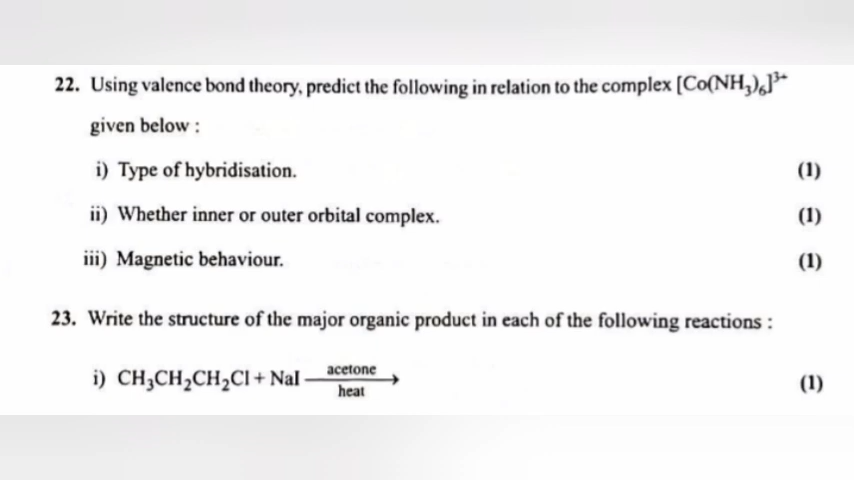 22. Using valence bond theory, predict the following in relation to the complex [Co(NH₃)₆]³⁺
given below :
i) Type of hybridisation. (1)
ii) Whether inner or outer orbital complex. (1)
iii) Magnetic behaviour. (1)
23. Write the structure of the major organic product in each of the following reactions :
i) CH₃CH₂CH₂Cl + NaI —acetone/heat→ (1)